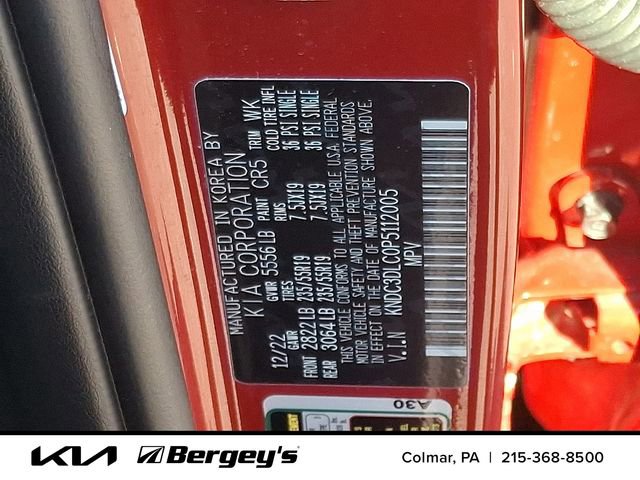 MANUFACTURED IN KOREA BY
KIA CORPORATION
12/22 GVWR 5556 LB PAINT CR5 TRIM WK
GAWR TIRES RIMS COLD TIRE INFL
FRONT 2822 LB 235/55R19 7.5JX19 36 PSI SINGLE
REAR 3064 LB 235/55R19 7.5JX19 36 PSI SINGLE
THIS VEHICLE CONFORMS TO ALL APPLICABLE U.S.A. FEDERAL
MOTOR VEHICLE SAFETY AND THEFT PREVENTION STANDARDS
IN EFFECT ON THE DATE OF MANUFACTURE SHOWN ABOVE.
V.I.N KNDC3DLC0P5112005
MPV
A30
KIA Bergey's
Colmar, PA | 215-368-8500